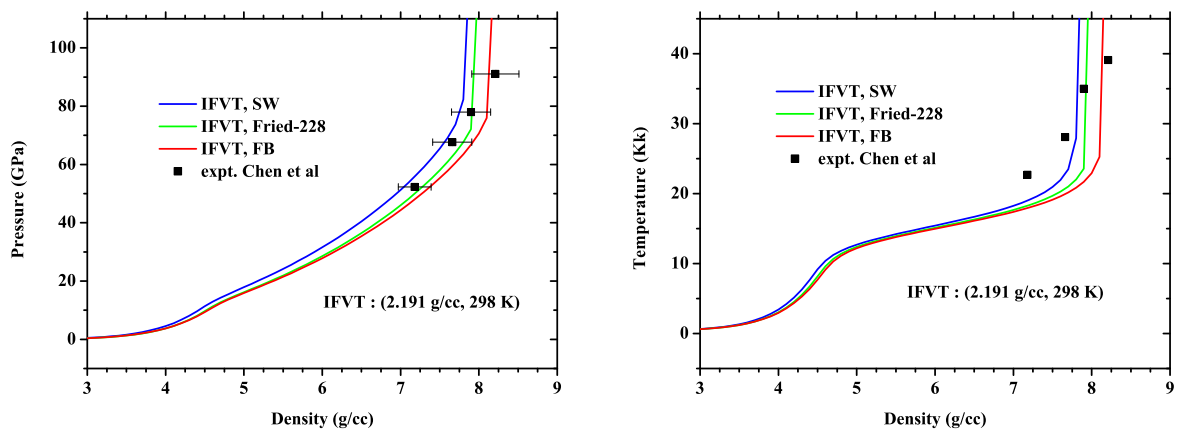 Pressure (GPa)
100
80
60
40
20
0
IFVT, SW
IFVT, Fried-228
IFVT, FB
expt. Chen et al
IFVT : (2.191 g/cc, 298 K)
3 4 5 6 7 8 9
Density (g/cc)
Temperature (Kk)
40
30
20
10
0
IFVT, SW
IFVT, Fried-228
IFVT, FB
expt. Chen et al
IFVT : (2.191 g/cc, 298 K)
3 4 5 6 7 8 9
Density (g/cc)